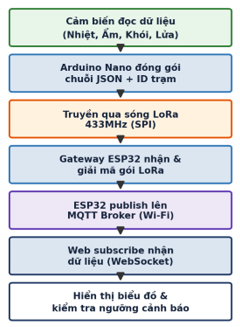 Cảm biến đọc dữ liệu
(Nhiệt, Ẩm, Khói, Lửa)
Arduino Nano đóng gói
chuỗi JSON + ID trạm
Truyền qua sóng LoRa
433MHz (SPI)
Gateway ESP32 nhận &
giải mã gói LoRa
ESP32 publish lên
MQTT Broker (Wi-Fi)
Web subscribe nhận
dữ liệu (WebSocket)
Hiển thị biểu đồ &
kiểm tra ngưỡng cảnh báo